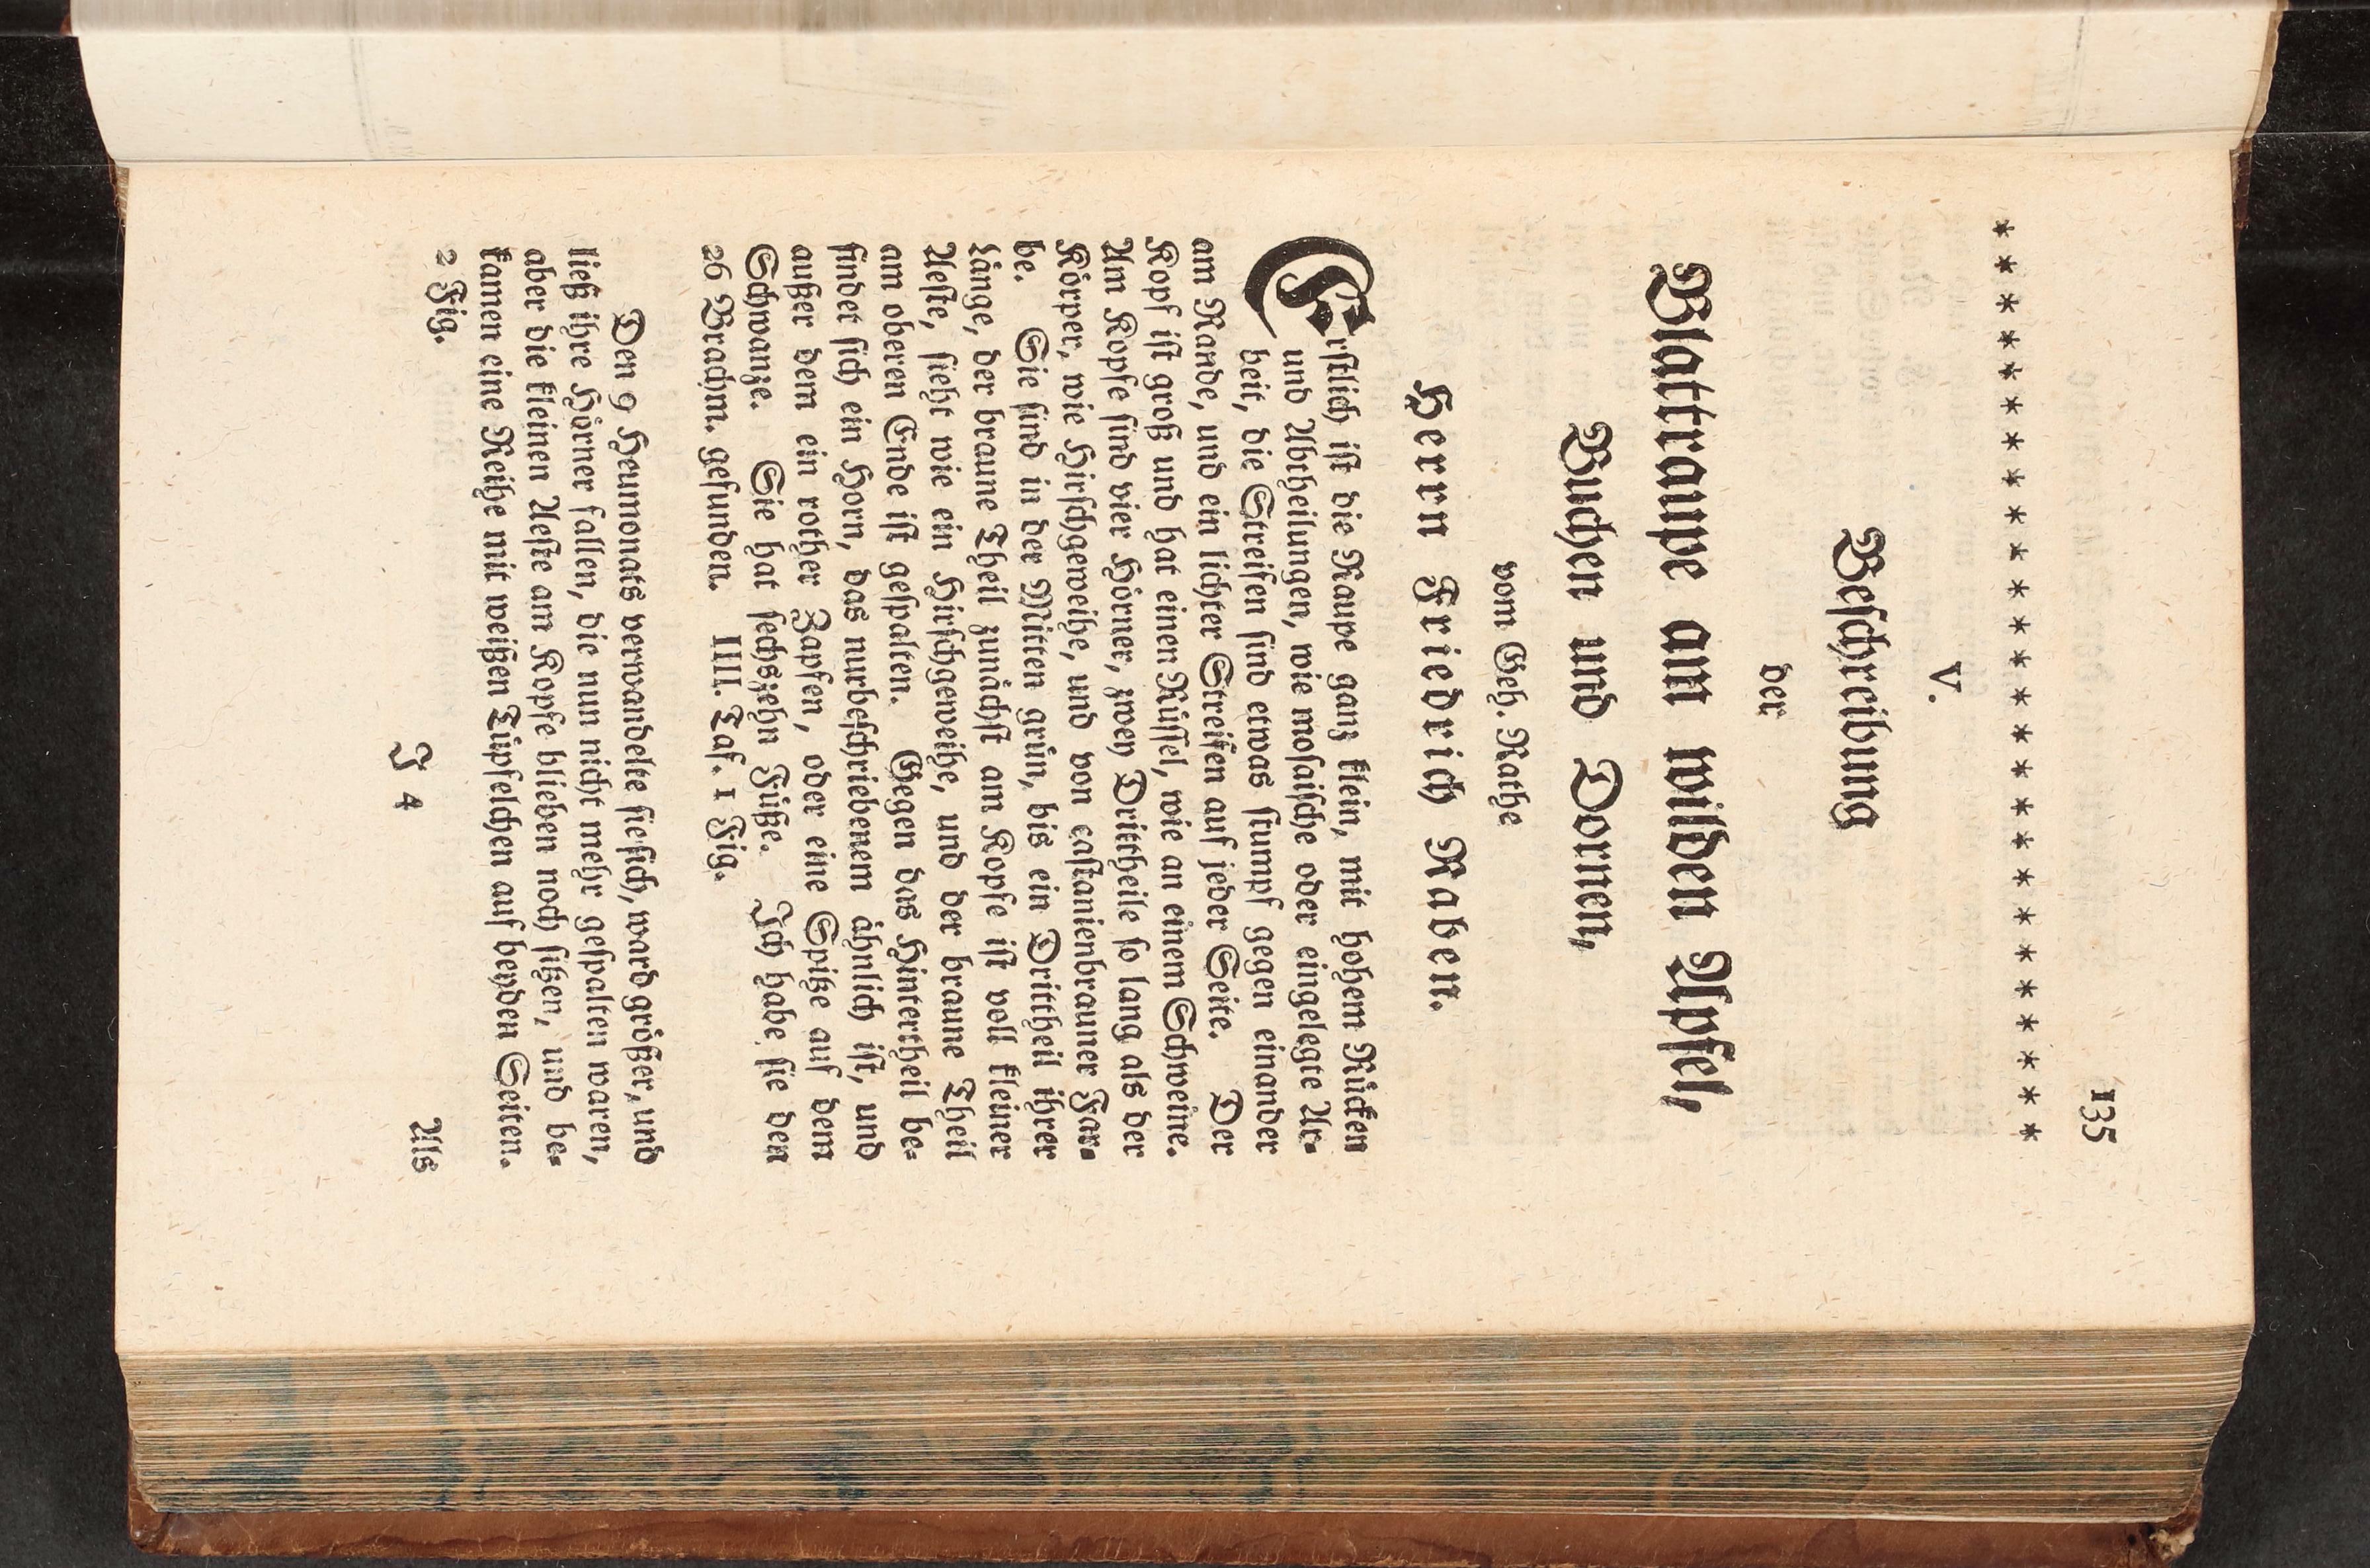 135
* * * * * * * * * * * * * * * * * * * * * * * * * *
V.
Beſchreibung
der
Blattraupe am wilden Apfel,
Buchen und Dornen,
vom Geh. Rathe
Herrn Friedrich Raben.
Erſtlich iſt die Raupe ganz klein, mit hohem Rücken
und Abtheilungen, wie moſaiſche oder eingelegte Ar-
beit, die Streifen ſind etwas ſtumpf gegen einander
am Rande, und ein lichter Streifen auf jeder Seite. Der
Kopf iſt groß und hat einen Rüſſel, wie an einem Schweine.
Am Kopfe ſind vier Hörner, zwey Drittheile ſo lang als der
Körper, wie Hirſchgeweihe, und von caſtanienbrauner Far-
be. Sie ſind in der Mitten grün, bis ein Drittheil ihrer
Länge, der braune Theil zunächſt am Kopfe iſt voll kleiner
Aeſte, ſieht wie ein Hirſchgeweihe, und der braune Theil
am oberen Ende iſt geſpalten. Gegen das Hintertheil be-
findet ſich ein Horn, das nurbeſchriebenem ähnlich iſt, und
außer dem ein rother Zapfen, oder eine Spitze auf dem
Schwanze. Sie hat ſechszehn Füße. Ich habe ſie den
26 Brachm. gefunden. IIII. Taf. 1 Fig.
Den 9 Heumonats verwandelte ſie ſich, ward größer, und
ließ ihre Hörner fallen, die nun nicht mehr geſpalten waren,
aber die kleinen Aeſte am Kopfe blieben noch ſitzen, und be-
kamen eine Reihe mit weißen Tüpfelchen auf beyden Seiten.
2 Fig.
J 4
Als